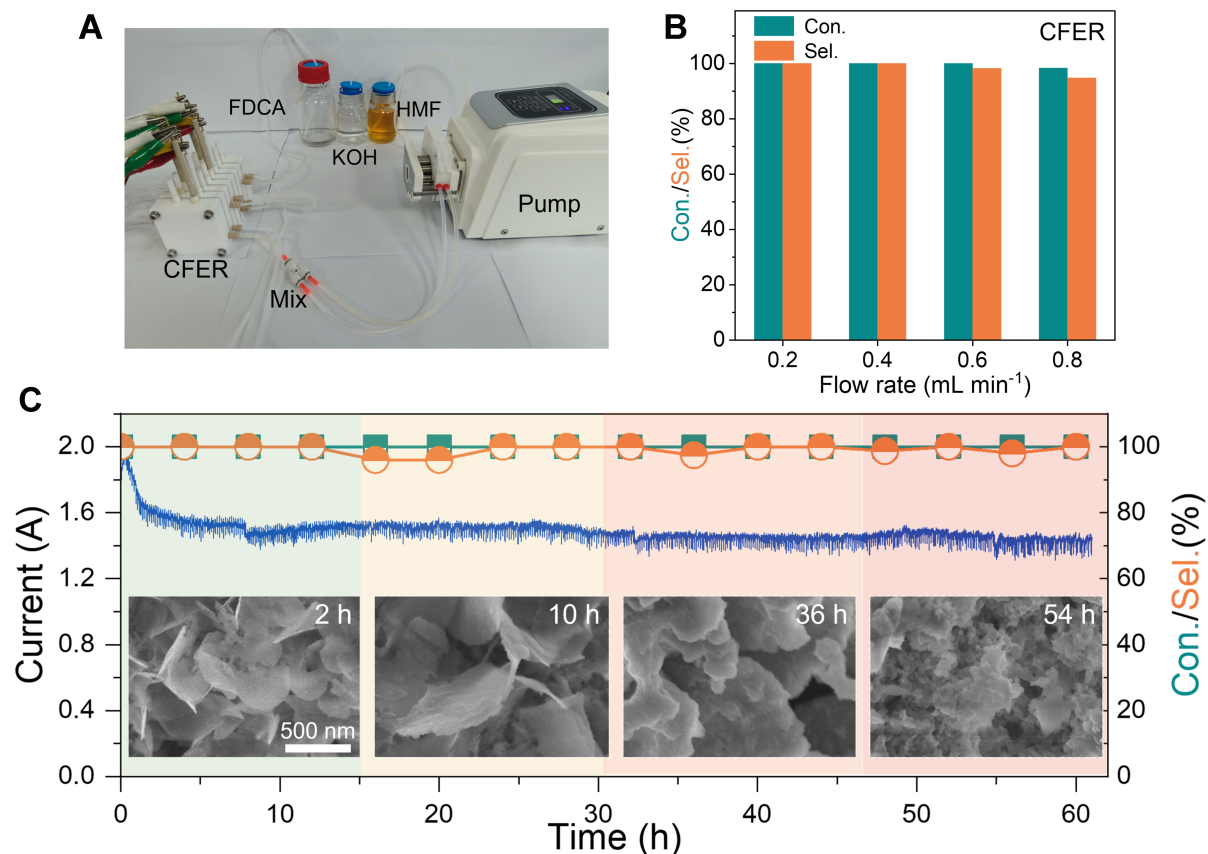 A
FDCA
HMF
KOH
Pump
CFER
Mix
B
Con.
Sel.
CFER
Con./Sel.(%)
100
80
60
40
20
0
0.2
0.4
0.6
0.8
Flow rate (mL min⁻¹)
C
Current (A)
2.0
1.6
1.2
0.8
0.4
0.0
2 h
500 nm
10 h
36 h
54 h
100
80
60
40
20
0
Con./Sel.(%)
0
10
20
30
40
50
60
Time (h)